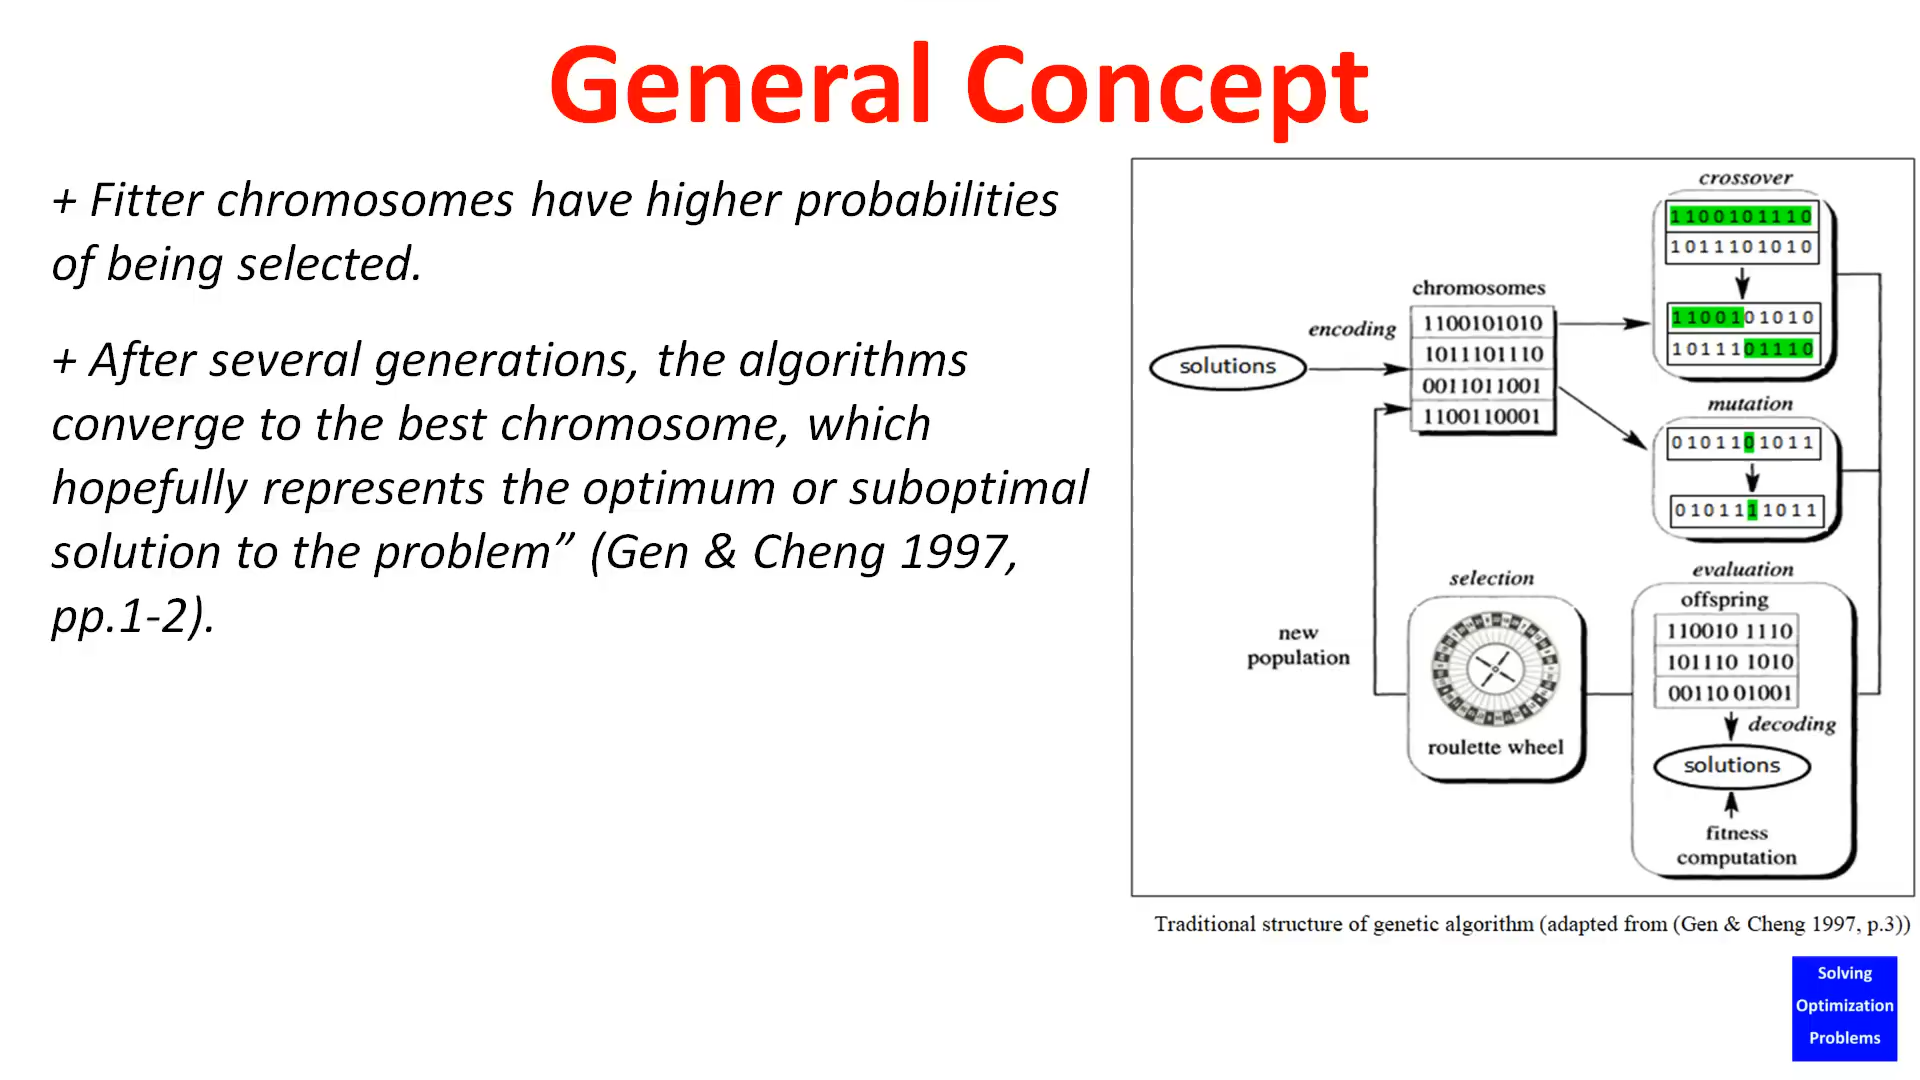 General Concept
+ Fitter chromosomes have higher probabilities
of being selected.
+ After several generations, the algorithms
converge to the best chromosome, which
hopefully represents the optimum or suboptimal
solution to the problem” (Gen & Cheng 1997,
pp.1-2).
crossover
1100101110
1011101010
1100101010
1011101110
chromosomes
encoding
1100101010
1011101110
0011011001
1100110001
solutions
mutation
0101101011
0101111011
selection
roulette wheel
new
population
evaluation
offspring
110010 1110
101110 1010
00110 01001
decoding
solutions
fitness
computation
Traditional structure of genetic algorithm (adapted from (Gen & Cheng 1997, p.3))
Solving
Optimization
Problems